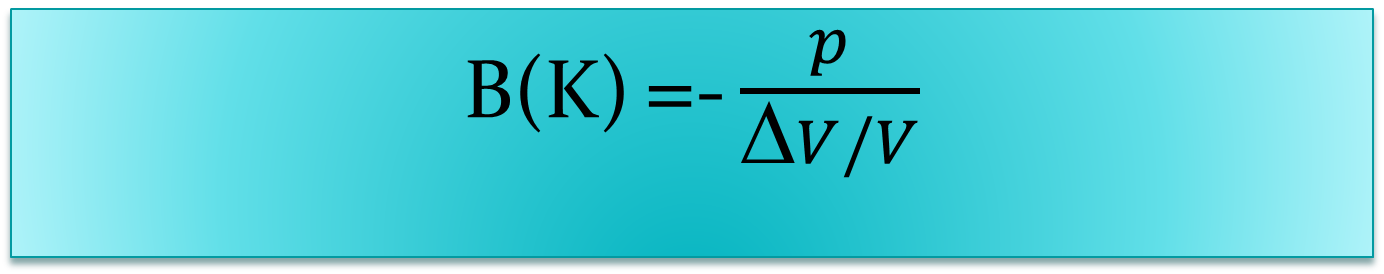 B(K) =- p / ΔV/V